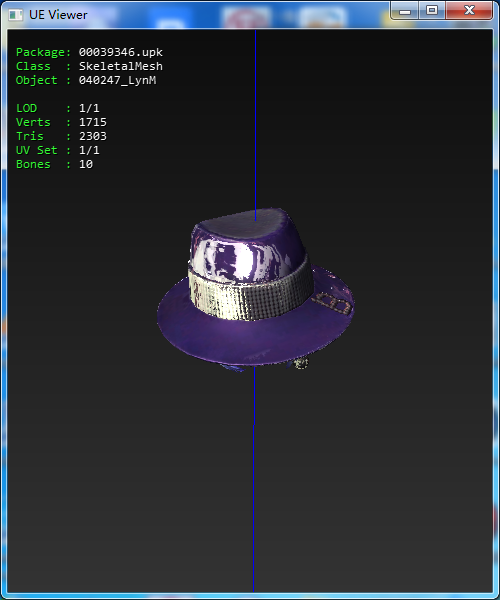 UE Viewer
Package: 00039346.upk
Class : SkeletalMesh
Object : 040247_LynM
LOD : 1/1
Verts : 1715
Tris : 2303
UV Set : 1/1
Bones : 10